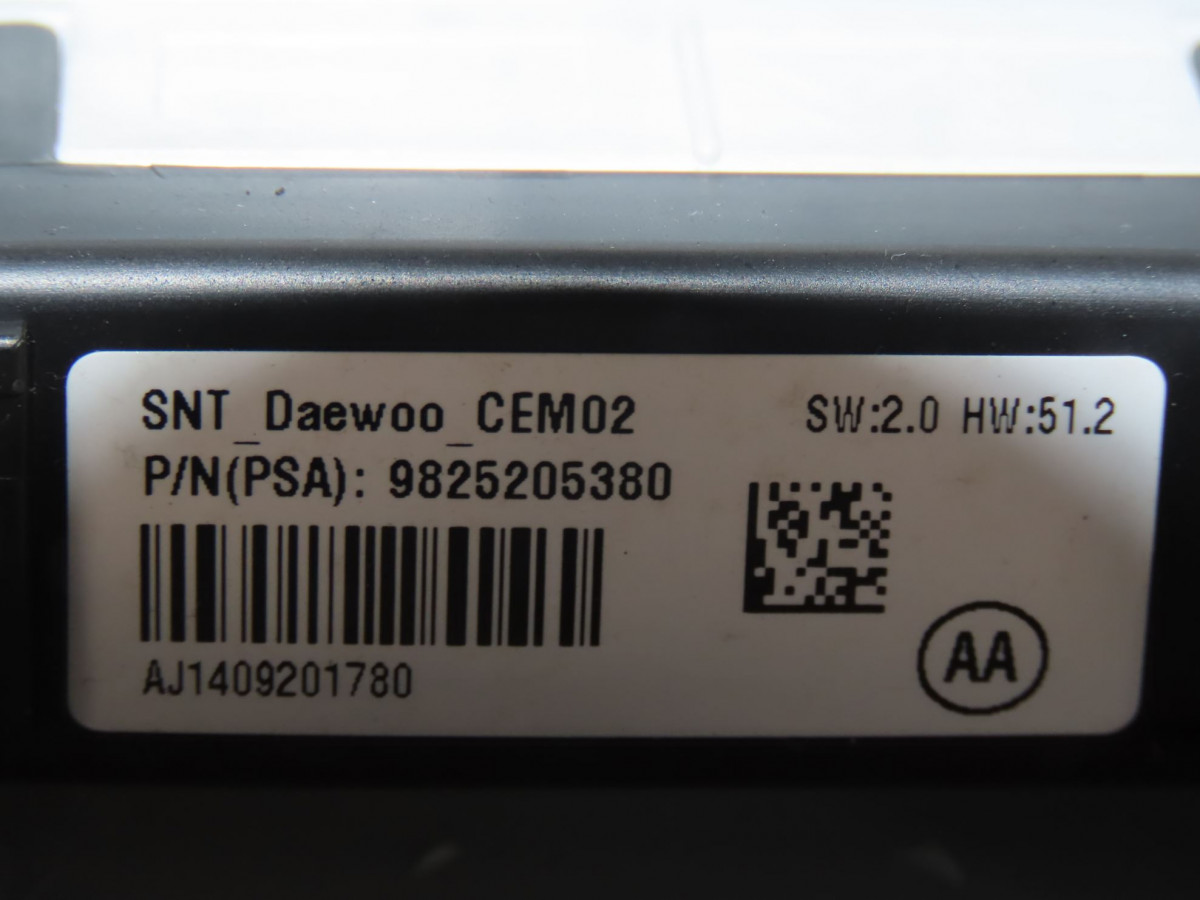 SNT_Daewoo_CEM02
SW:2.0 HW:51.2
P/N(PSA): 9825205380
AJ1409201780
AA